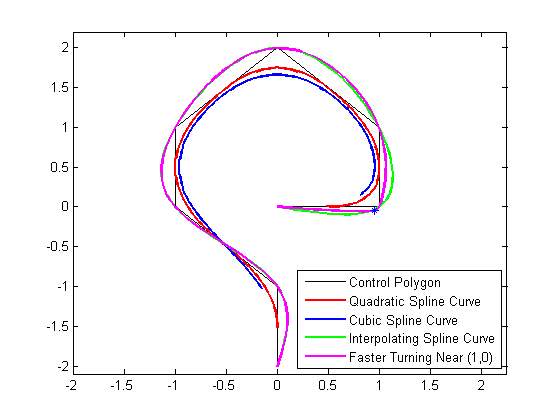 2
1.5
1
0.5
0
-0.5
-1
-1.5
-2
Control Polygon
Quadratic Spline Curve
Cubic Spline Curve
Interpolating Spline Curve
Faster Turning Near (1,0)
-2 -1.5 -1 -0.5 0 0.5 1 1.5 2